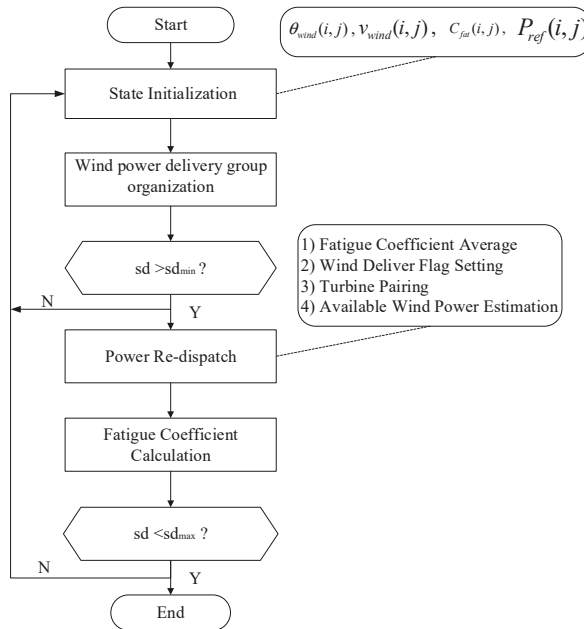 Start
θwind(i,j), vwind(i,j), Cfat(i,j), Pref(i,j)
State Initialization
Wind power delivery group
organization
sd >sdmin ?
N
Y
1) Fatigue Coefficient Average
2) Wind Deliver Flag Setting
3) Turbine Pairing
4) Available Wind Power Estimation
Power Re-dispatch
Fatigue Coefficient
Calculation
sd <sdmax ?
N
Y
End